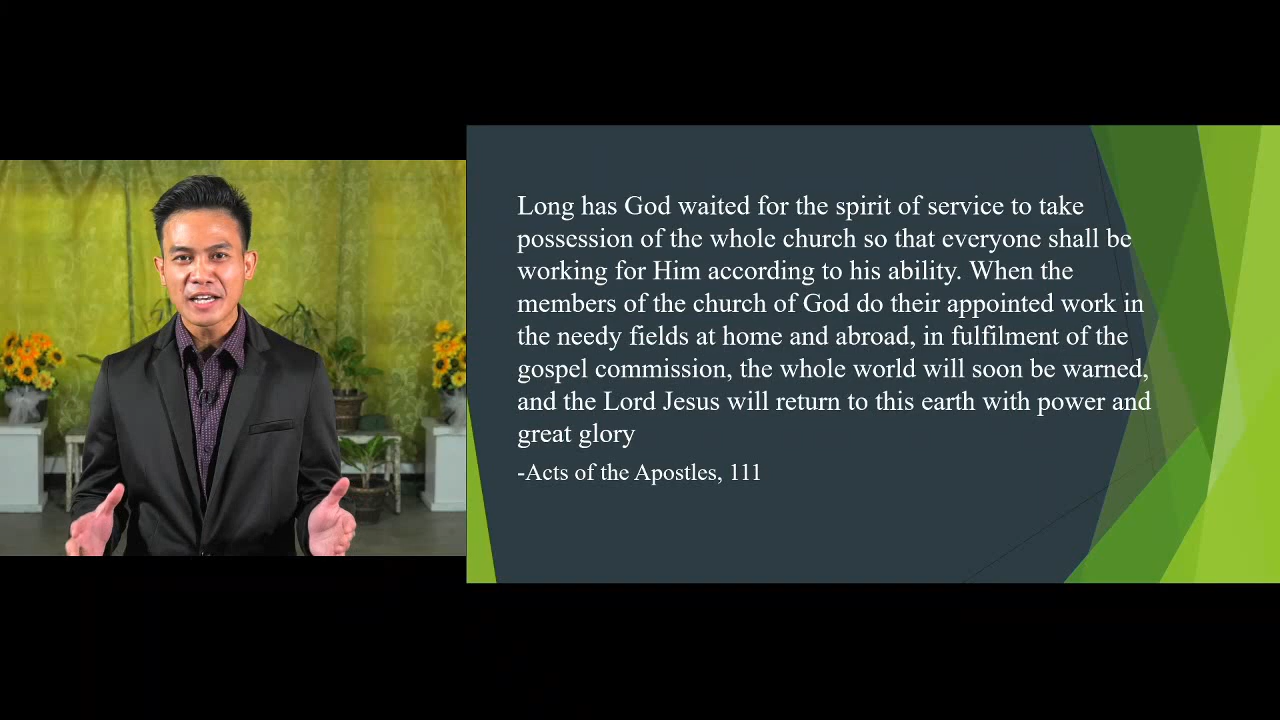 Long has God waited for the spirit of service to take
possession of the whole church so that everyone shall be
working for Him according to his ability. When the
members of the church of God do their appointed work in
the needy fields at home and abroad, in fulfilment of the
gospel commission, the whole world will soon be warned,
and the Lord Jesus will return to this earth with power and
great glory
-Acts of the Apostles, 111